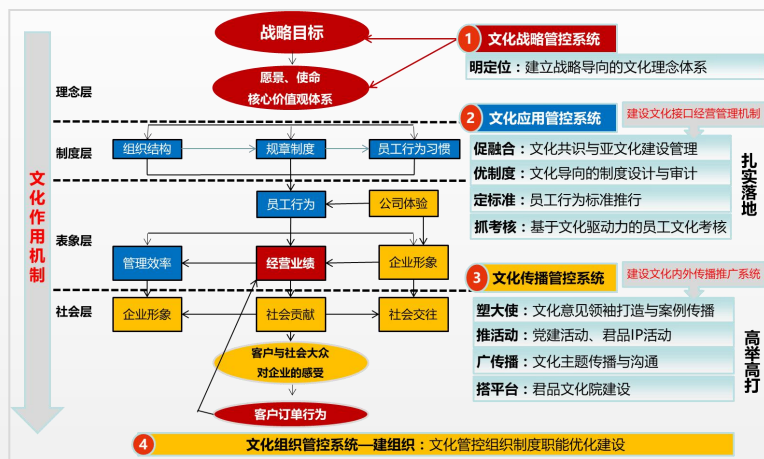 文化作用机制
理念层
制度层
表象层
社会层
战略目标
愿景、使命
核心价值观体系
组织结构
规章制度
员工行为习惯
员工行为
公司体验
管理效率
经营业绩
企业形象
企业形象
社会贡献
社会交往
客户与社会大众
对企业的感受
客户订单行为
1 文化战略管控系统
明定位：建立战略导向的文化理念体系
2 文化应用管控系统
建设文化接口经营管理机制
促融合：文化共识与亚文化建设管理
优制度：文化导向的制度设计与审计
定标准：员工行为标准推行
抓考核：基于文化驱动力的员工文化考核
扎实落地
3 文化传播管控系统
建设文化内外传播推广系统
塑大使：文化意见领袖打造与案例传播
推活动：党建活动、君品IP活动
广传播：文化主题传播与沟通
搭平台：君品文化院建设
高举高打
4 文化组织管控系统—建组织：文化管控组织制度职能优化建设